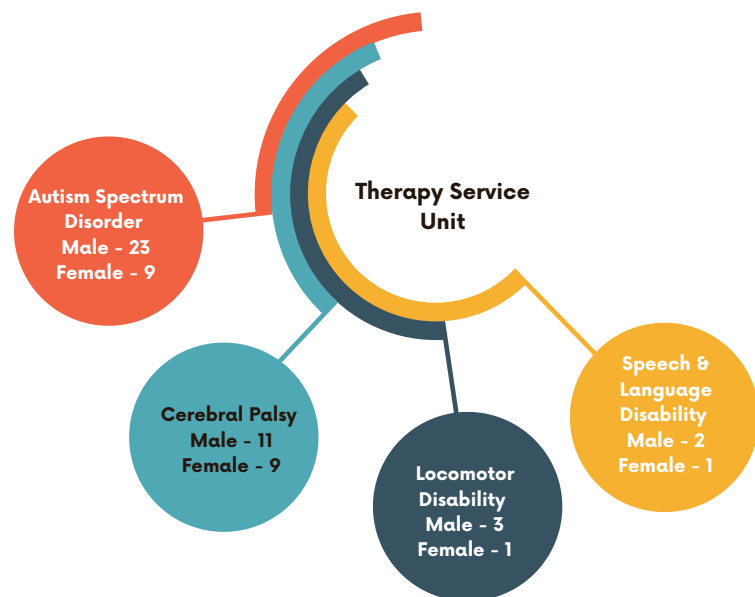 Therapy Service
Unit
Autism Spectrum
Disorder
Male - 23
Female - 9
Cerebral Palsy
Male - 11
Female - 9
Locomotor
Disability
Male - 3
Female - 1
Speech &
Language
Disability
Male - 2
Female - 1